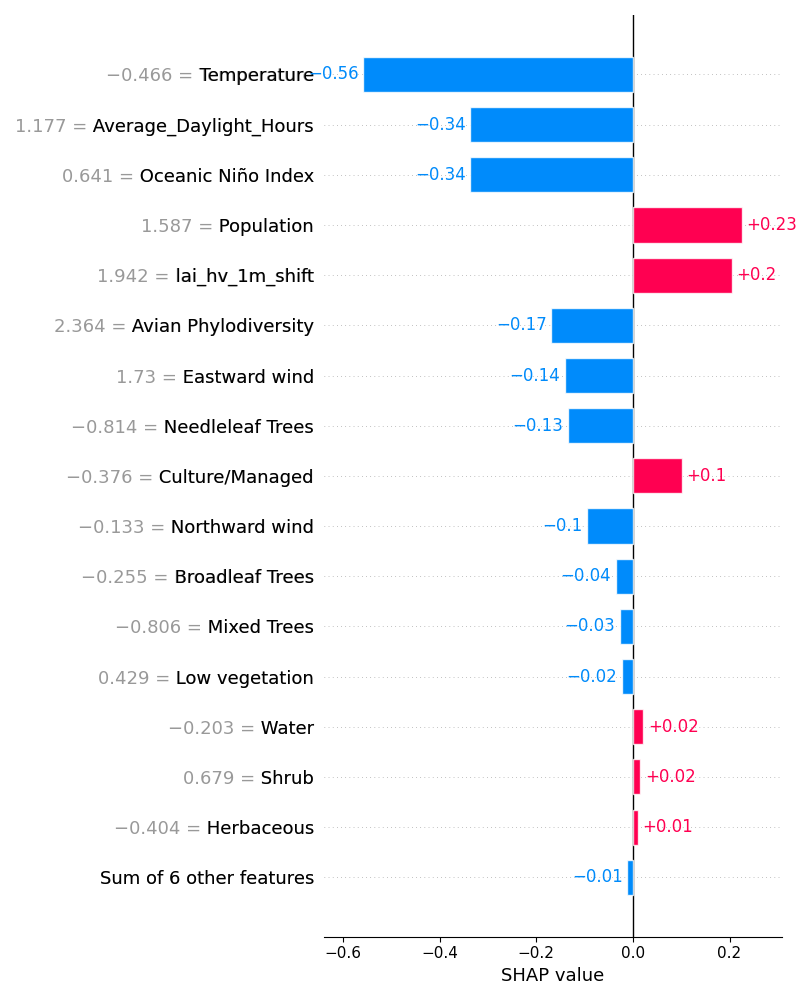 −0.466 = Temperature −0.56
1.177 = Average_Daylight_Hours −0.34
0.641 = Oceanic Niño Index −0.34
1.587 = Population +0.23
1.942 = lai_hv_1m_shift +0.2
2.364 = Avian Phylodiversity −0.17
1.73 = Eastward wind −0.14
−0.814 = Needleleaf Trees −0.13
−0.376 = Culture/Managed +0.1
−0.133 = Northward wind −0.1
−0.255 = Broadleaf Trees −0.04
−0.806 = Mixed Trees −0.03
0.429 = Low vegetation −0.02
−0.203 = Water +0.02
0.679 = Shrub +0.02
−0.404 = Herbaceous +0.01
Sum of 6 other features −0.01
−0.6 −0.4 −0.2 0.0 0.2
SHAP value